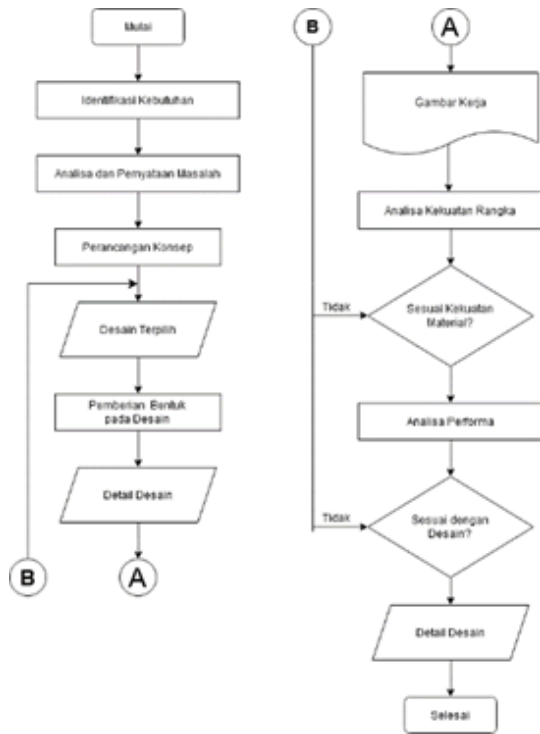 Mulai
Identifikasi Kebutuhan
Analisa dan Pernyataan Masalah
Perancangan Konsep
Desain Terpilih
Pemberian Bentuk
pada Desain
Detail Desain
B
A
B
A
Gambar Kerja
Analisa Kekuatan Rangka
Tidak
Sesuai Kekuatan
Material?
Analisa Performa
Tidak
Sesuai dengan
Desain?
Detail Desain
Selesai